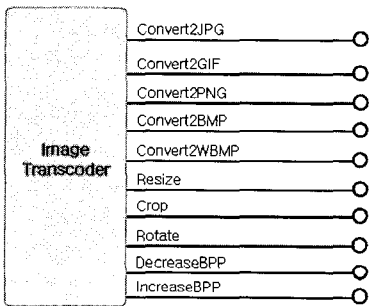 Convert2JPG
Convert2GIF
Convert2PNG
Convert2BMP
Convert2WBMP
Image
Transcoder
Resize
Crop
Rotate
DecreaseBPP
IncreaseBPP